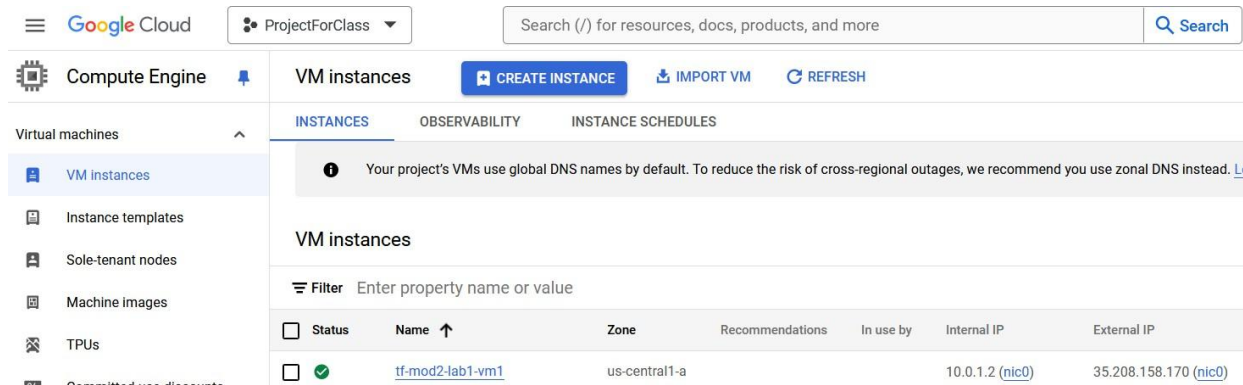 Google Cloud
ProjectForClass
Search (/) for resources, docs, products, and more
Search
Compute Engine
VM instances
CREATE INSTANCE
IMPORT VM
REFRESH
Virtual machines
INSTANCES
OBSERVABILITY
INSTANCE SCHEDULES
VM instances
Your project's VMs use global DNS names by default. To reduce the risk of cross-regional outages, we recommend you use zonal DNS instead.
Instance templates
VM instances
Sole-tenant nodes
Filter Enter property name or value
Machine images
Status Name Zone Recommendations In use by Internal IP External IP
TPUs
tf-mod2-lab1-vm1 us-central1-a 10.0.1.2 (nic0) 35.208.158.170 (nic0)
Committed use discounts